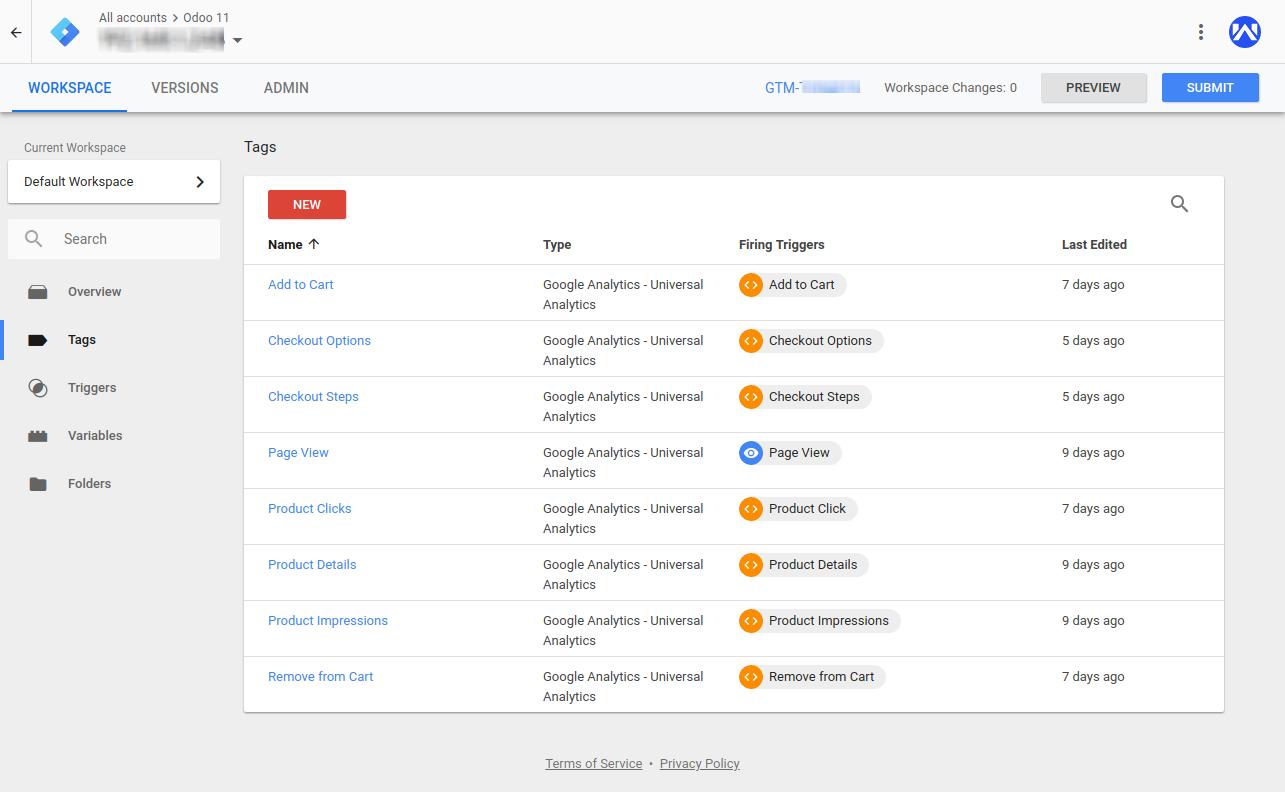 All accounts > Odoo 11
WORKSPACE VERSIONS ADMIN GTM- Workspace Changes: 0 PREVIEW SUBMIT
Current Workspace
Default Workspace
Search
Overview
Tags
Triggers
Variables
Folders
Tags
NEW
Name Type Firing Triggers Last Edited
Add to Cart Google Analytics - Universal Add to Cart 7 days ago
Analytics
Checkout Options Google Analytics - Universal Checkout Options 5 days ago
Analytics
Checkout Steps Google Analytics - Universal Checkout Steps 5 days ago
Analytics
Page View Google Analytics - Universal Page View 9 days ago
Analytics
Product Clicks Google Analytics - Universal Product Click 7 days ago
Analytics
Product Details Google Analytics - Universal Product Details 9 days ago
Analytics
Product Impressions Google Analytics - Universal Product Impressions 9 days ago
Analytics
Remove from Cart Google Analytics - Universal Remove from Cart 7 days ago
Analytics
Terms of Service • Privacy Policy